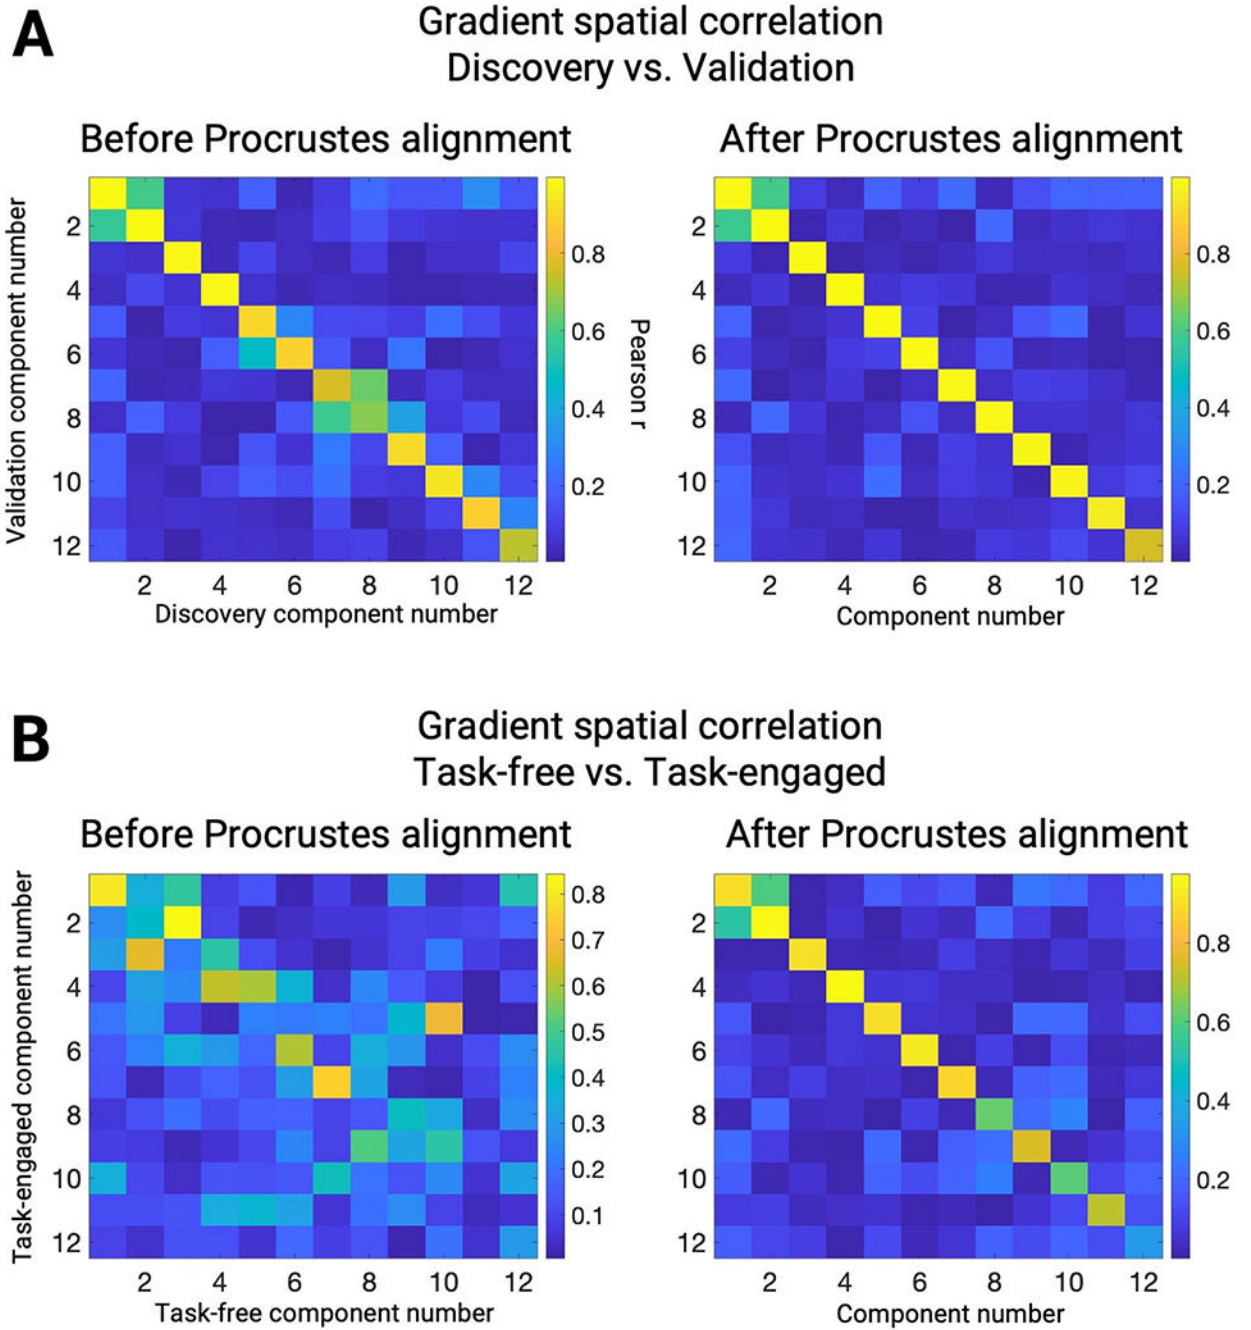 A
Gradient spatial correlation
Discovery vs. Validation
Before Procrustes alignment
After Procrustes alignment
Validation component number
2
4
6
8
10
12
2 4 6 8 10 12
Discovery component number
0.8
0.6
0.4
0.2
Pearson r
2
4
6
8
10
12
2 4 6 8 10 12
Component number
0.8
0.6
0.4
0.2
B
Gradient spatial correlation
Task-free vs. Task-engaged
Before Procrustes alignment
After Procrustes alignment
Task-engaged component number
2
4
6
8
10
12
2 4 6 8 10 12
Task-free component number
0.8
0.7
0.6
0.5
0.4
0.3
0.2
0.1
2
4
6
8
10
12
2 4 6 8 10 12
Component number
0.8
0.6
0.4
0.2